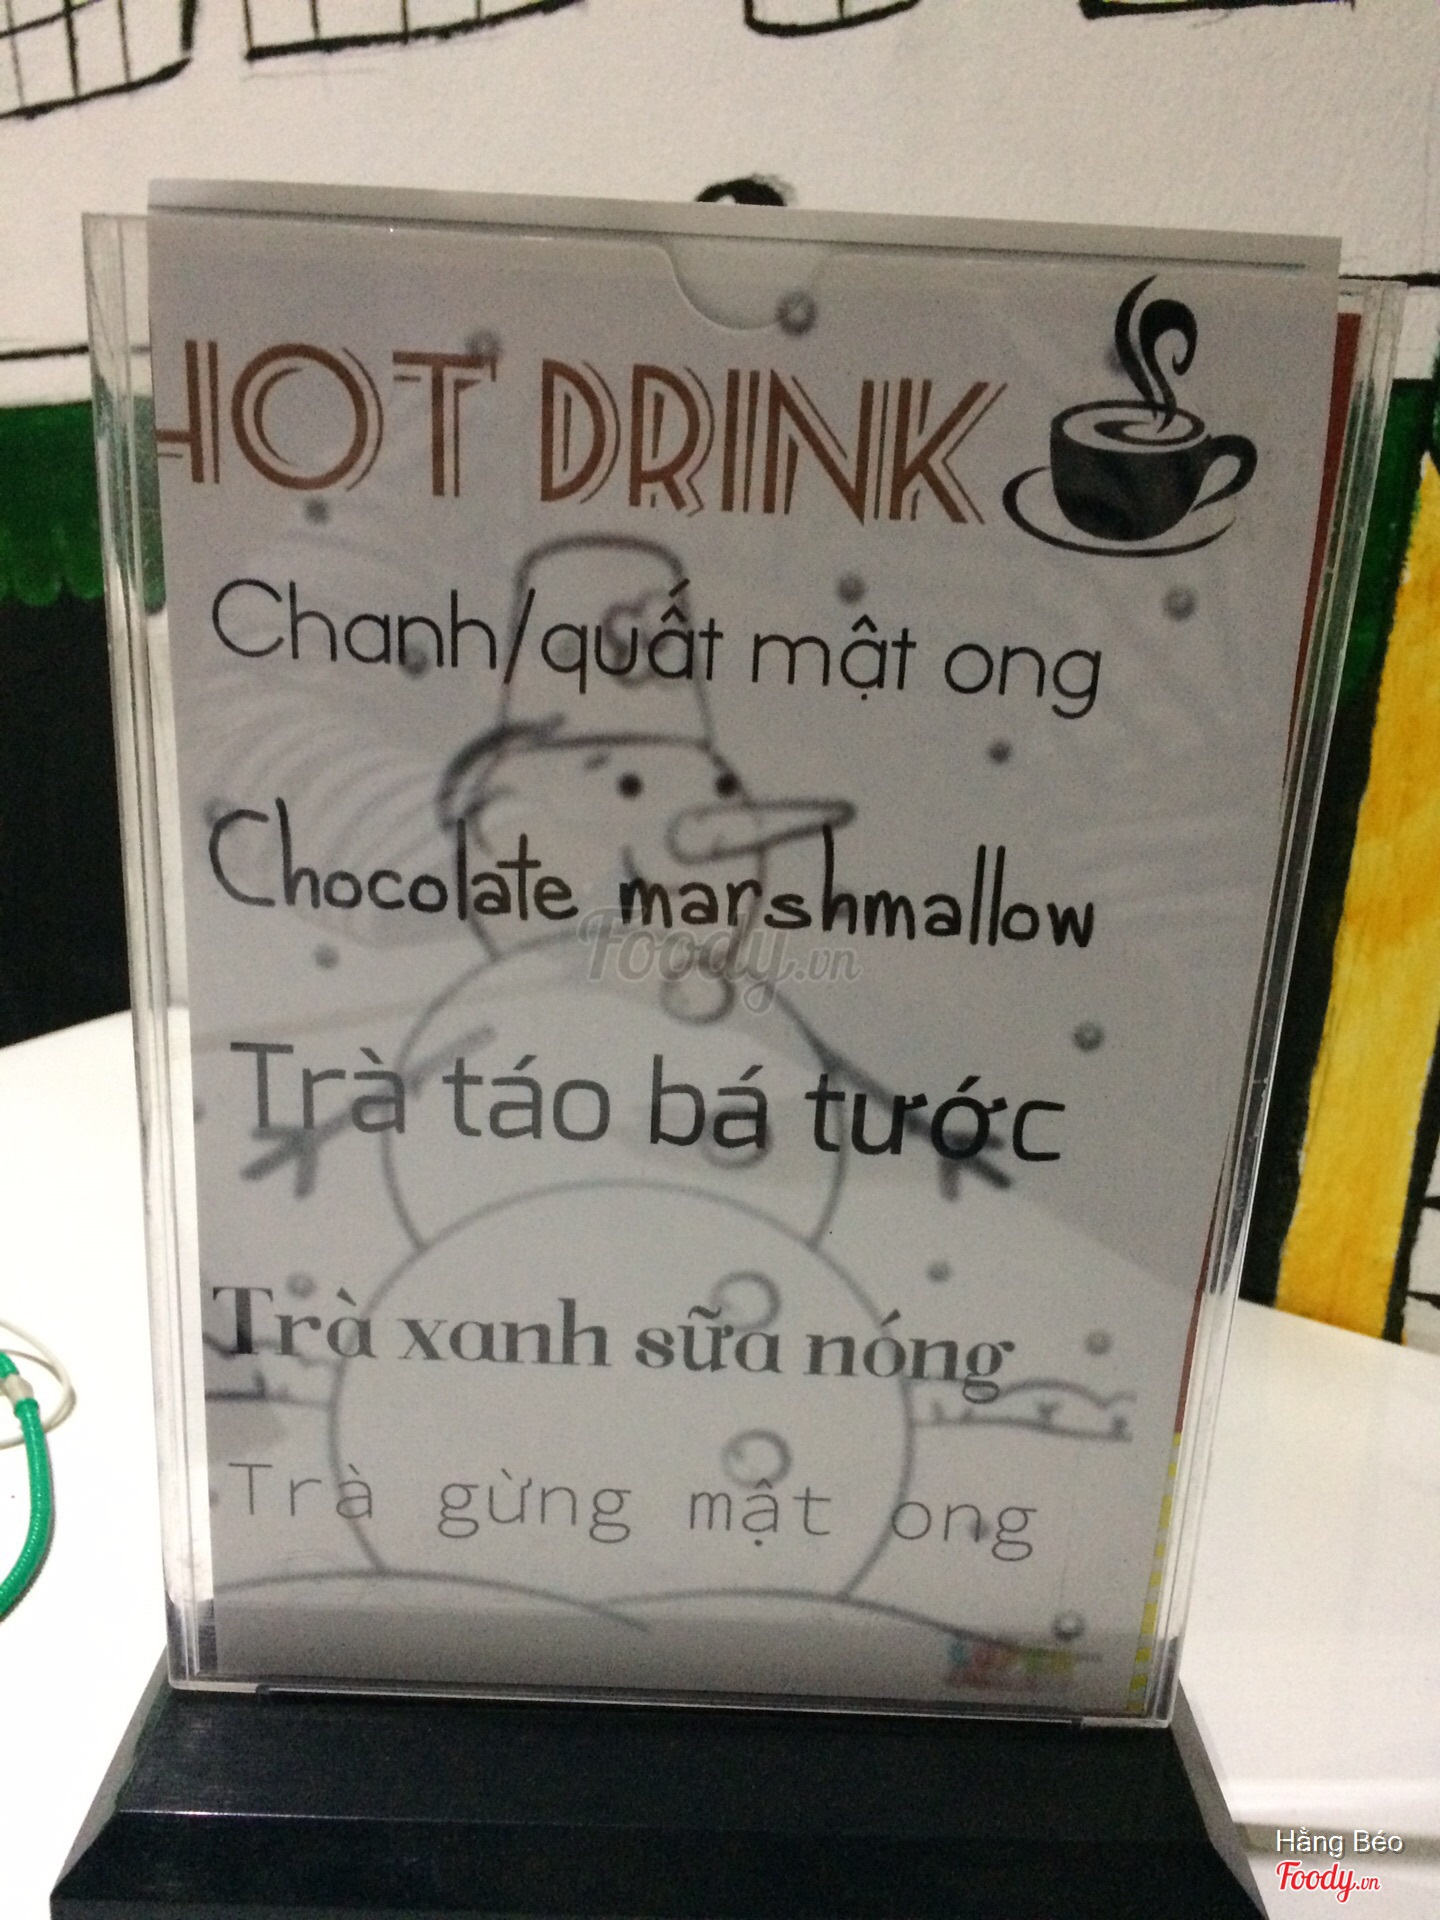 HOT DRINK
Chanh/quất mật ong
Chocolate marshmallow
Foody.vn
Trà táo bá tước
Trà xanh sữa nóng
Trà gừng mật ong
Hằng Béo
Foody.vn